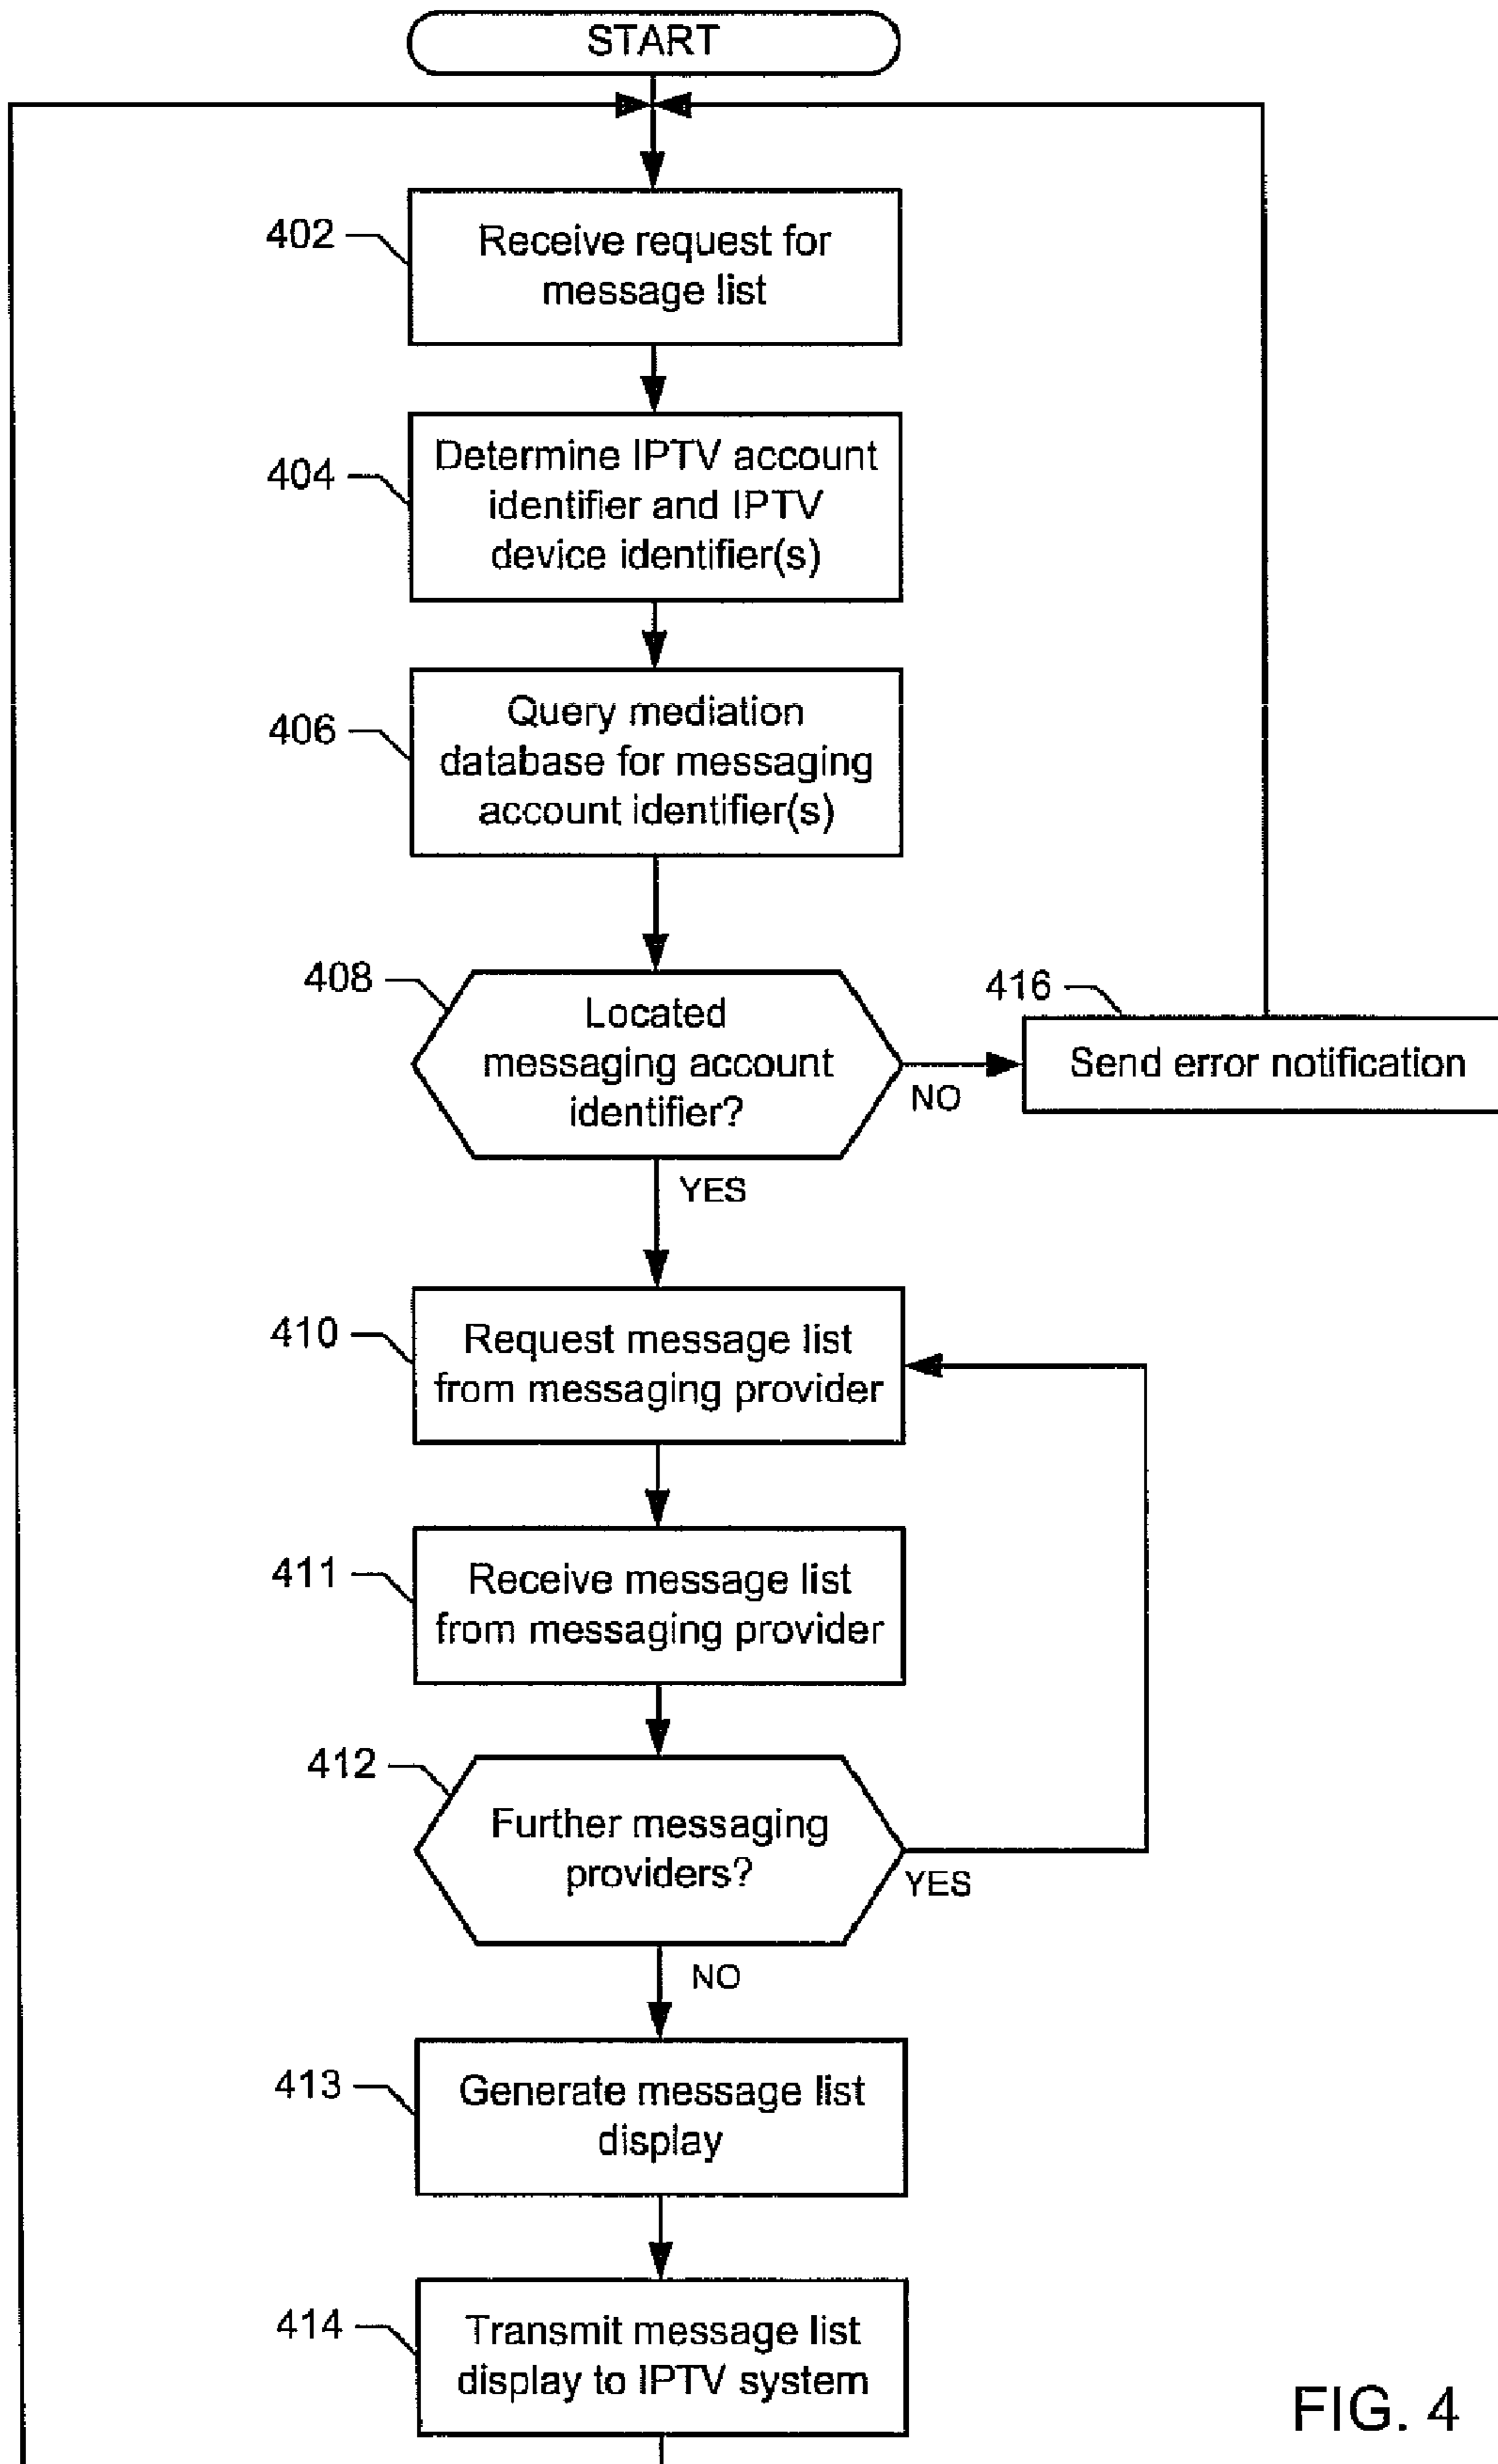 START
402
Receive request for
message list
404
Determine IPTV account
identifier and IPTV
device identifier(s)
406
Query mediation
database for messaging
account identifier(s)
408
Located
messaging account
identifier?
NO
416
Send error notification
YES
410
Request message list
from messaging provider
411
Receive message list
from messaging provider
412
Further messaging
providers?
YES
NO
413
Generate message list
display
414
Transmit message list
display to IPTV system
FIG. 4